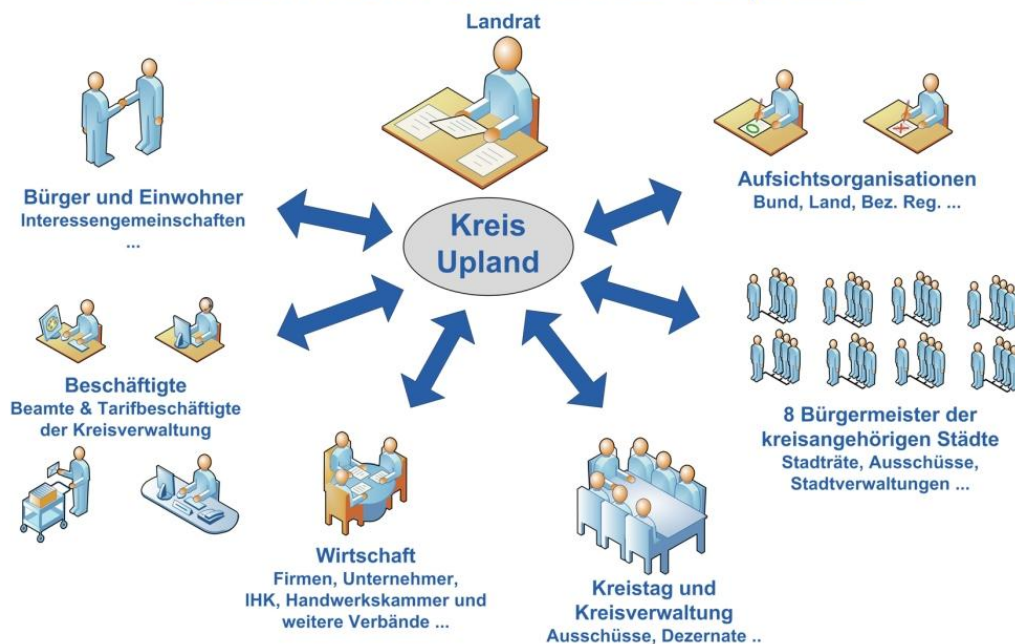 Landrat
Bürger und Einwohner
Interessengemeinschaften
...
Kreis
Upland
Aufsichtsorganisationen
Bund, Land, Bez. Reg. ...
Beschäftigte
Beamte & Tarifbeschäftigte
der Kreisverwaltung
8 Bürgermeister der
kreisangehörigen Städte
Stadträte, Ausschüsse,
Stadtverwaltungen ...
Wirtschaft
Firmen, Unternehmer,
IHK, Handwerkskammer und
weitere Verbände ...
Kreistag und
Kreisverwaltung
Ausschüsse, Dezernate ..